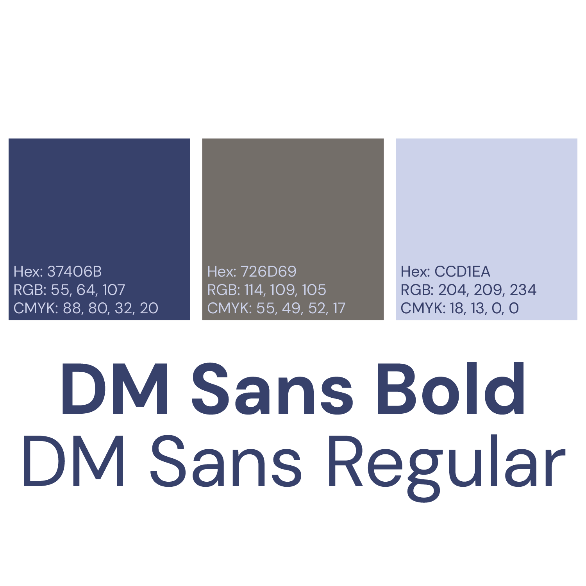 Hex: 37406B
RGB: 55, 64, 107
CMYK: 88, 80, 32, 20
Hex: 726D69
RGB: 114, 109, 105
CMYK: 55, 49, 52, 17
Hex: CCD1EA
RGB: 204, 209, 234
CMYK: 18, 13, 0, 0
DM Sans Bold
DM Sans Regular